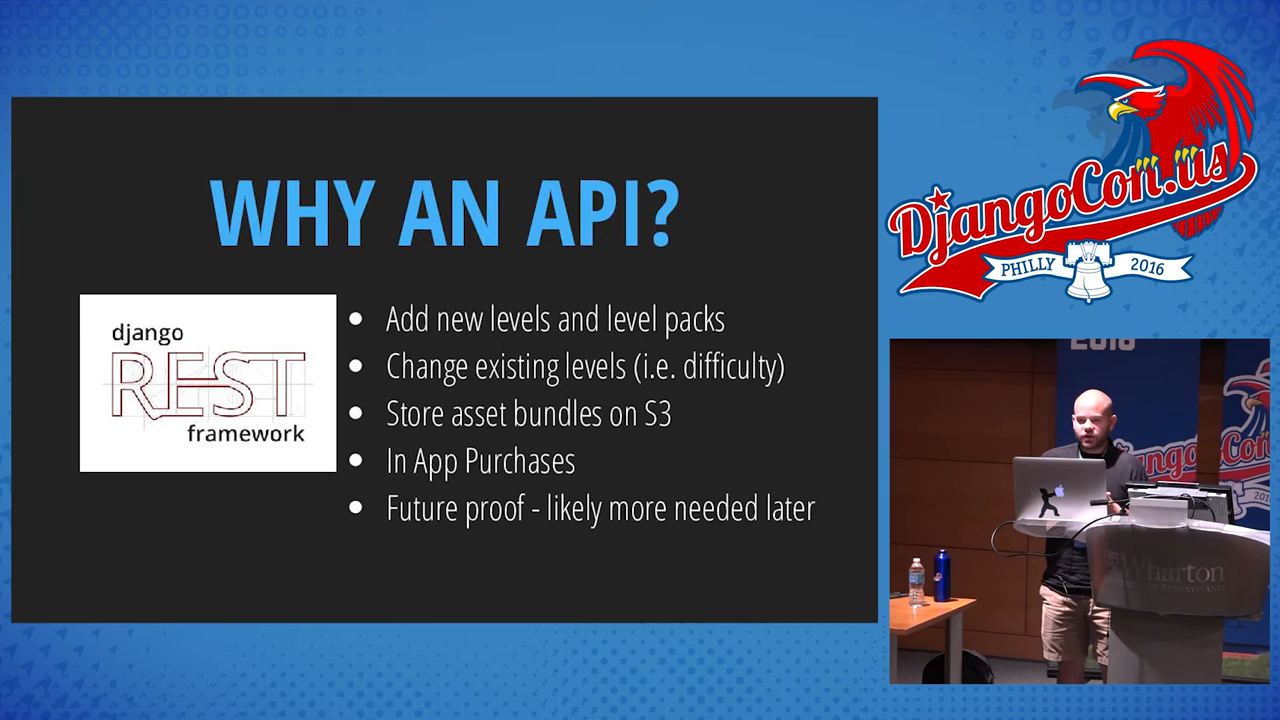 WHY AN API?
django
REST
framework
Add new levels and level packs
Change existing levels (i.e. difficulty)
Store asset bundles on S3
In App Purchases
Future proof - likely more needed later
DjangoCon.us
PHILLY 2016
2016
Wharton